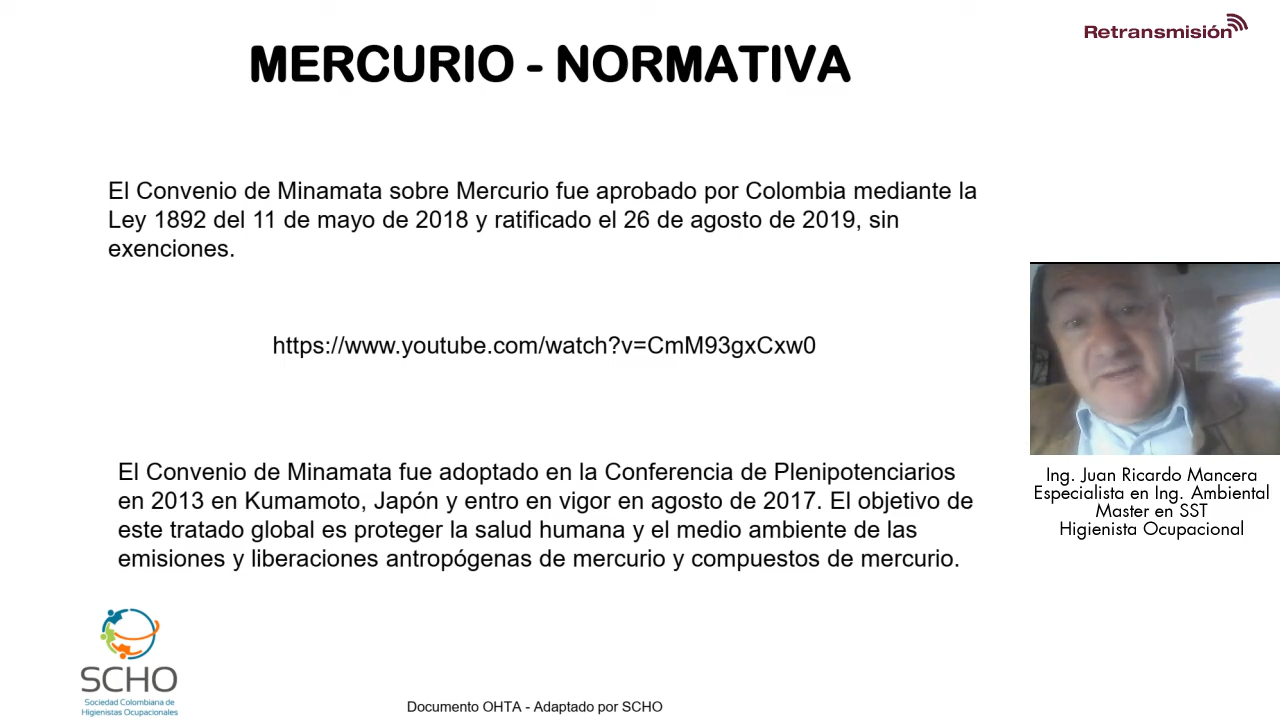 Retransmisión
MERCURIO - NORMATIVA
El Convenio de Minamata sobre Mercurio fue aprobado por Colombia mediante la
Ley 1892 del 11 de mayo de 2018 y ratificado el 26 de agosto de 2019, sin
exenciones.
https://www.youtube.com/watch?v=CmM93gxCxw0
El Convenio de Minamata fue adoptado en la Conferencia de Plenipotenciarios
en 2013 en Kumamoto, Japón y entro en vigor en agosto de 2017. El objetivo de
este tratado global es proteger la salud humana y el medio ambiente de las
emisiones y liberaciones antropógenas de mercurio y compuestos de mercurio.
Ing. Juan Ricardo Mancera
Especialista en Ing. Ambiental
Master en SST
Higienista Ocupacional
SCHO
Sociedad Colombiana de
Higienistas Ocupacionales
Documento OHTA - Adaptado por SCHO